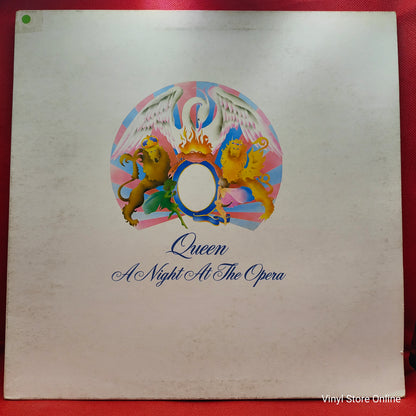 Queen
A Night At The Opera
Vinyl Store Online